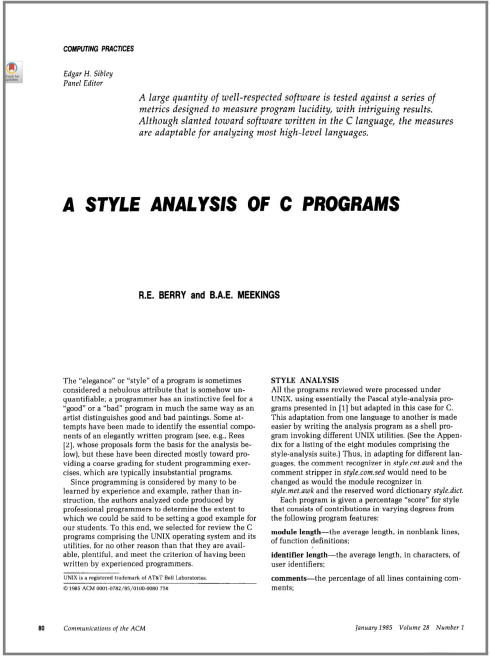 COMPUTING PRACTICES
Edgar H. Sibley
Panel Editor
A large quantity of well-respected software is tested against a series of
metrics designed to measure program lucidity, with intriguing results.
Although slanted toward software written in the C language, the measures
are adaptable for analyzing most high-level languages.
A STYLE ANALYSIS OF C PROGRAMS
R.E. BERRY and B.A.E. MEEKINGS
The "elegance" or "style" of a program is sometimes
considered a nebulous attribute that is somehow un-
quantifiable; a programmer has an instinctive feel for a
"good" or a "bad" program in much the same way as an
artist distinguishes good and bad paintings. Some at-
tempts have been made to identify the essential compo-
nents of an elegantly written program (see, e.g., Rees
[2], whose proposals form the basis for the analysis be-
low), but these have been directed mostly toward pro-
viding a coarse grading for student programming exer-
cises, which are typically insubstantial programs.
Since programming is considered by many to be
learned by experience and example, rather than in-
struction, the authors analyzed code produced by
professional programmers to determine the extent to
which we could be said to be setting a good example for
our students. To this end, we selected for review the C
programs comprising the UNIX operating system and its
utilities, for no other reason than that they are avail-
able, plentiful, and meet the criterion of having been
written by experienced programmers.
UNIX is a registered trademark of AT&T Bell Laboratories.
© 1985 ACM 0001-0782/85/0100-0080 75¢
STYLE ANALYSIS
All the programs reviewed were processed under
UNIX, using essentially the Pascal style-analysis pro-
grams presented in [1] but adapted in this case for C.
This adaptation from one language to another is made
easier by writing the analysis program as a shell pro-
gram invoking different UNIX utilities. (See the Appen-
dix for a listing of the eight modules comprising the
style-analysis suite.) Thus, in adapting for different lan-
guages, the comment recognizer in style.cnt.awk and the
comment stripper in style.com.sed would need to be
changed as would the module recognizer in
style.met.awk and the reserved word dictionary style.dict.
Each program is given a percentage "score" for style
that consists of contributions in varying degrees from
the following program features:
module length—the average length, in nonblank lines,
of function definitions;
identifier length—the average length, in characters, of
user identifiers;
comments—the percentage of all lines containing com-
ments;
80 Communications of the ACM
January 1985 Volume 28 Number 1